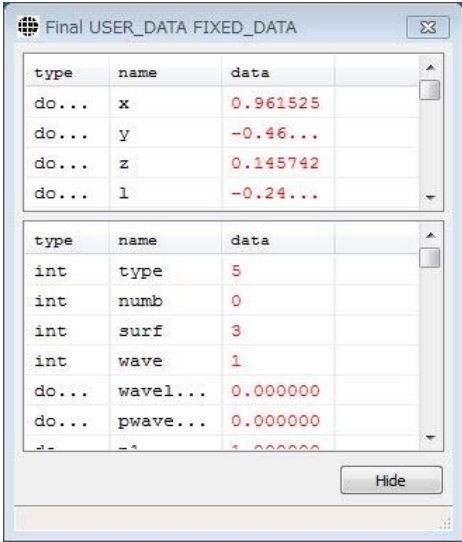 Final USER_DATA FIXED_DATA
type name data
do... x 0.961525
do... y -0.46...
do... z 0.145742
do... l -0.24...
type name data
int type 5
int numb 0
int surf 3
int wave 1
do... wavel... 0.000000
do... pwave... 0.000000
Hide